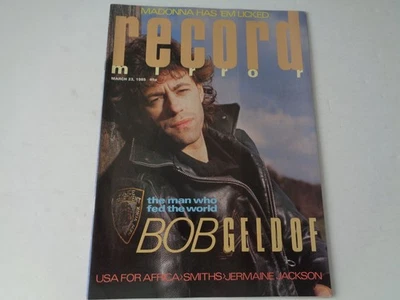 MADONNA HAS 'EM LICKED
record
mirror
MARCH 23, 1985 45p
the man who
fed the world
BOB GELDOF
USA FOR AFRICA›SMITHS›JERMAINE JACKSON